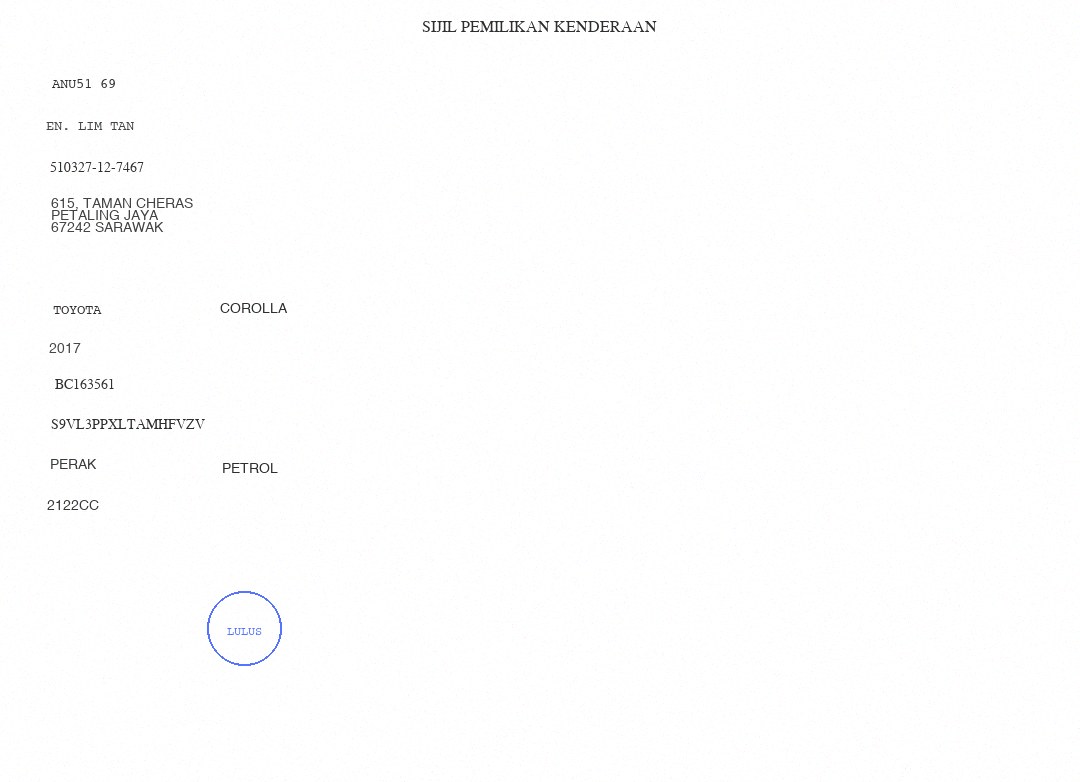 SIJIL PEMILIKAN KENDERAAN
ANU51 69
EN. LIM TAN
510327-12-7467
615, TAMAN CHERAS
PETALING JAYA
67242 SARAWAK
TOYOTA COROLLA
2017
BC163561
S9VL3PPXLTAMHFVZV
PERAK PETROL
2122CC
LULUS